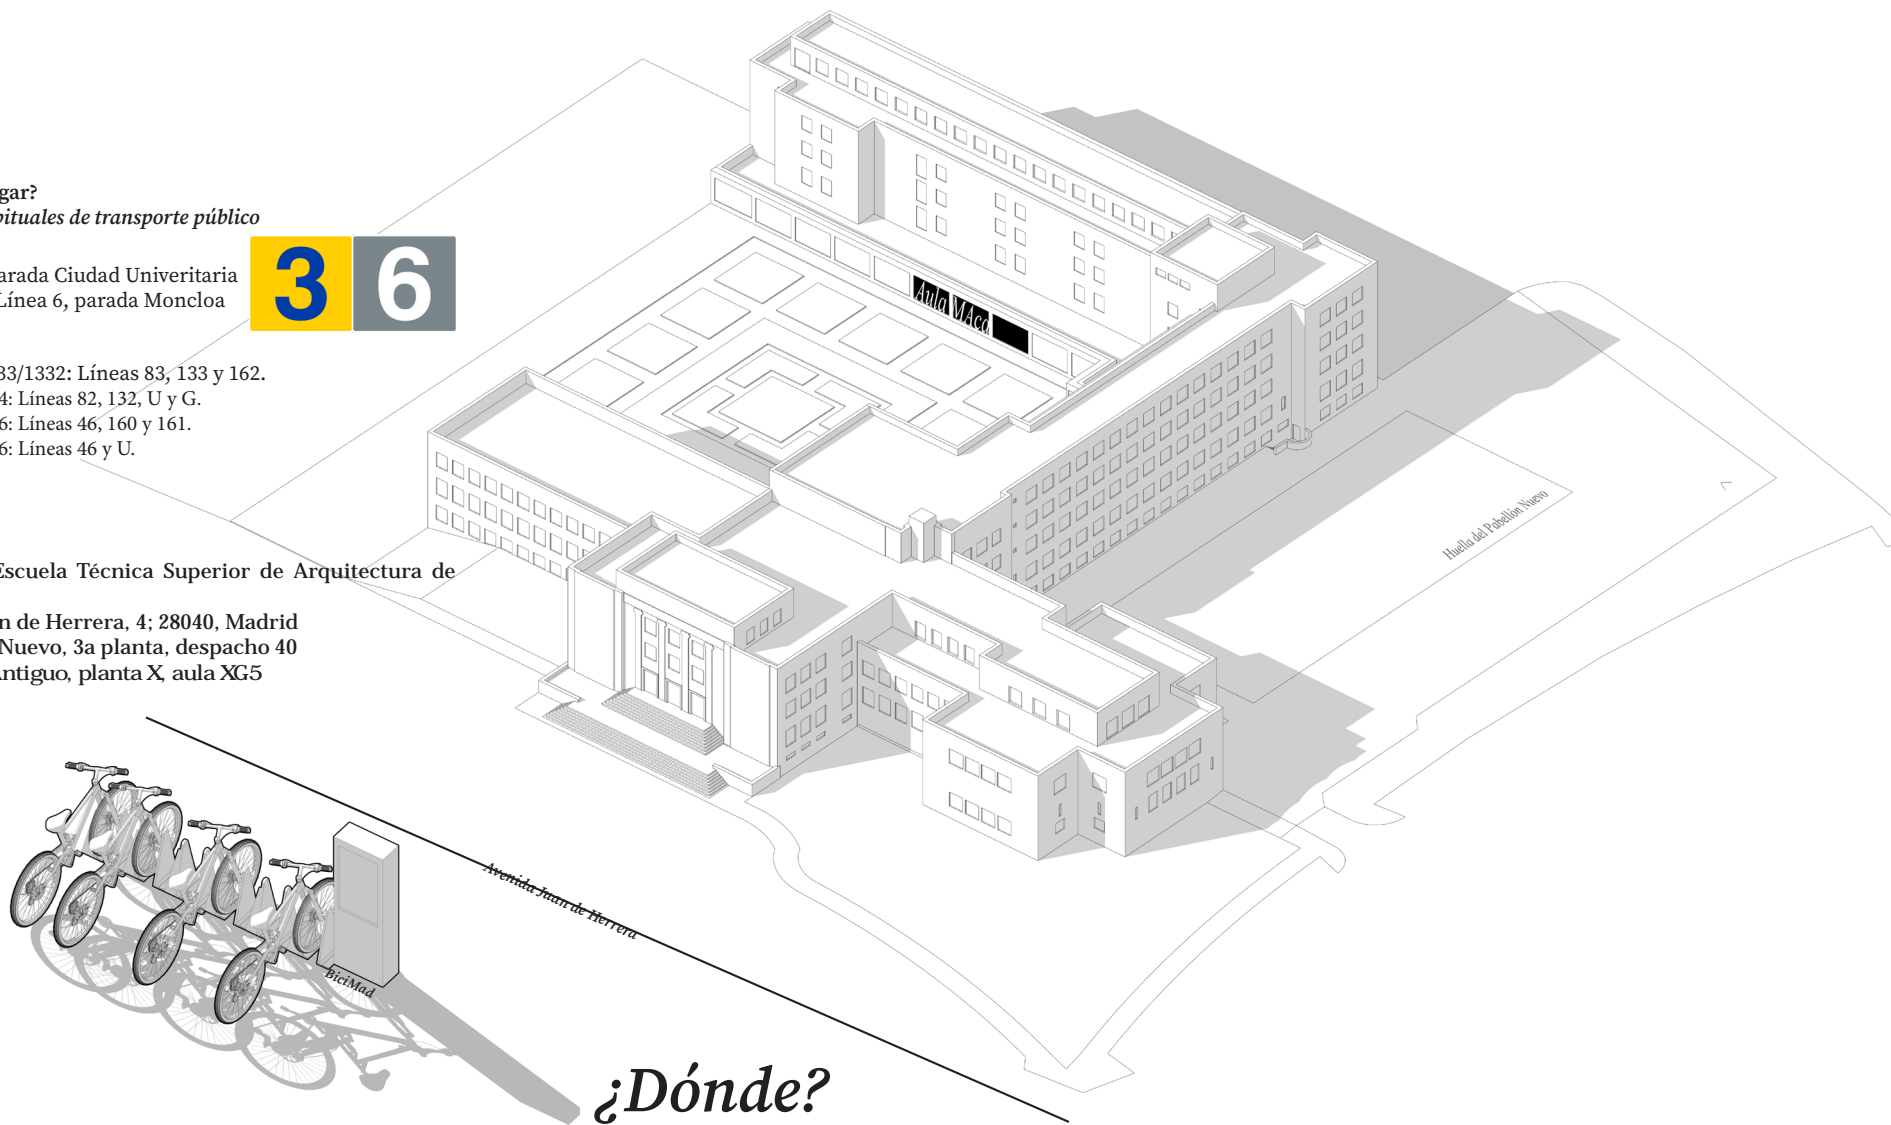 gar?
bituales de transporte público
arada Ciudad Univeritaria
Línea 6, parada Moncloa
3 6
33/1332: Líneas 83, 133 y 162.
4: Líneas 82, 132, U y G.
6: Líneas 46, 160 y 161.
6: Líneas 46 y U.
Escuela Técnica Superior de Arquitectura de
n de Herrera, 4; 28040, Madrid
Nuevo, 3a planta, despacho 40
Antiguo, planta X, aula XG5
Aula MAca
Huella del Pabellón Nuevo
Avenida Juan de Herrera
BiciMad
¿Dónde?